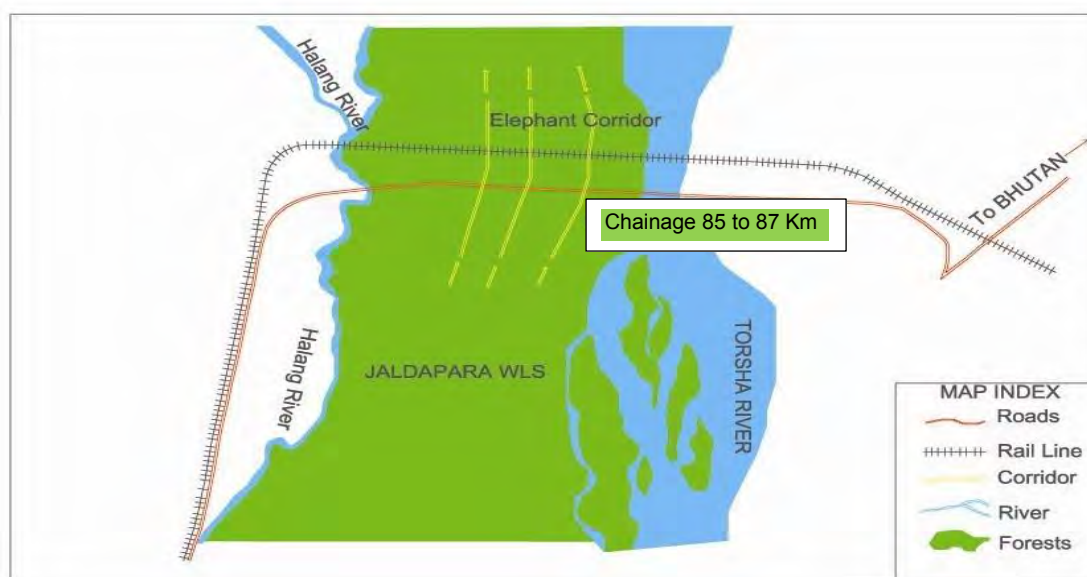 Halang River
Elephant Corridor
To BHUTAN
Chainage 85 to 87 Km
Halang River
JALDAPARA WLS
TORSHA RIVER
MAP INDEX
Roads
Rail Line
Corridor
River
Forests